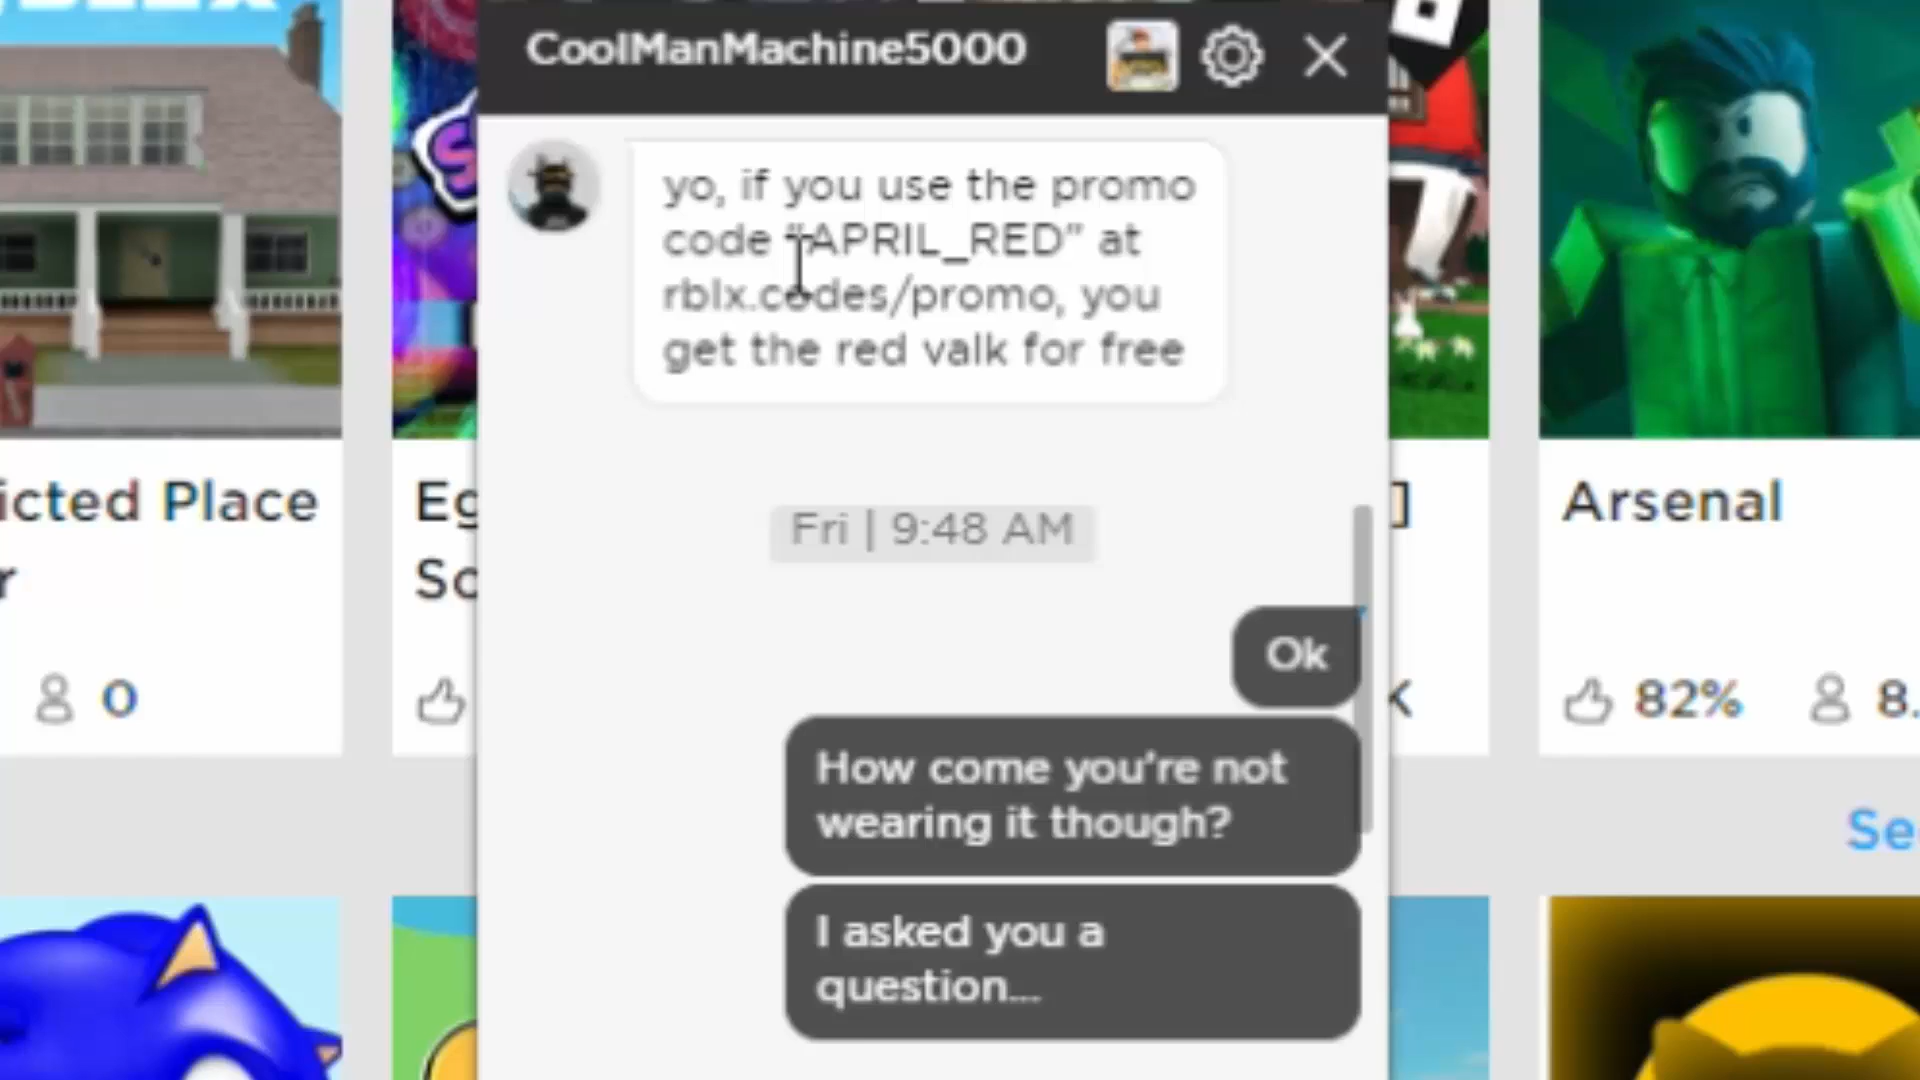 CoolManMachine5000
yo, if you use the promo
code “APRIL_RED” at
rblx.codes/promo, you
get the red valk for free
Fri | 9:48 AM
Ok
How come you're not
wearing it though?
I asked you a
question...
icted Place
r
0
Eg
Sc
]
K
Arsenal
82%
8.
Se